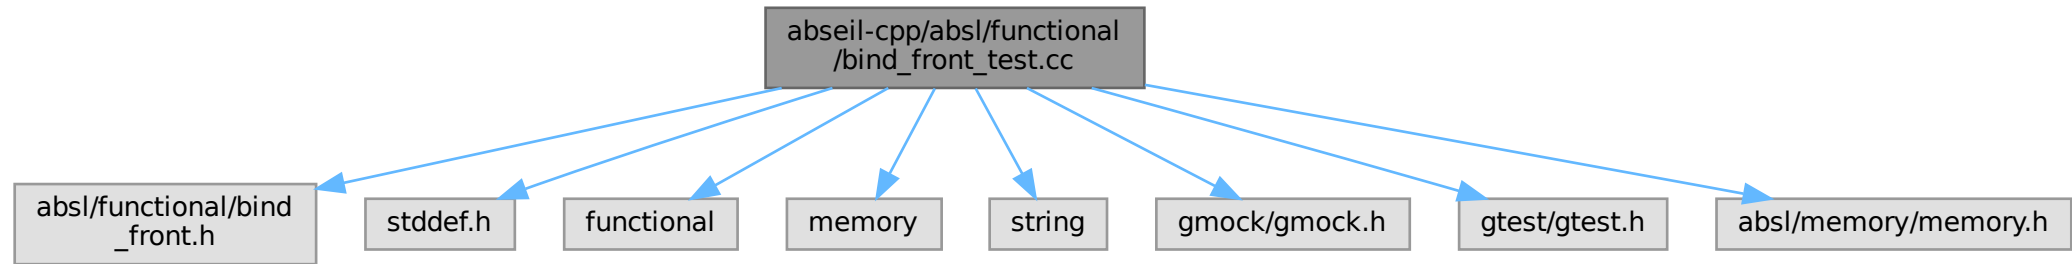 abseil-cpp/absl/functional
/bind_front_test.cc
absl/functional/bind
_front.h
stddef.h
functional
memory
string
gmock/gmock.h
gtest/gtest.h
absl/memory/memory.h